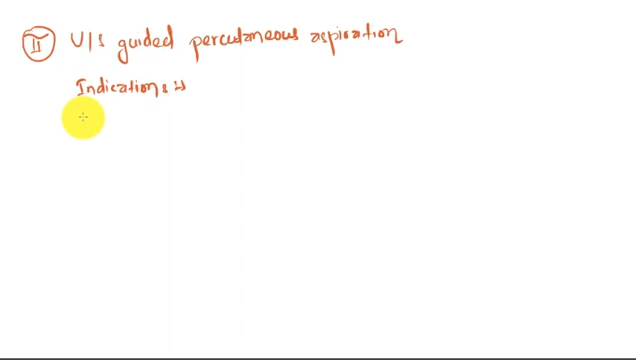 II U/S guided percutaneous aspiration
Indications :-